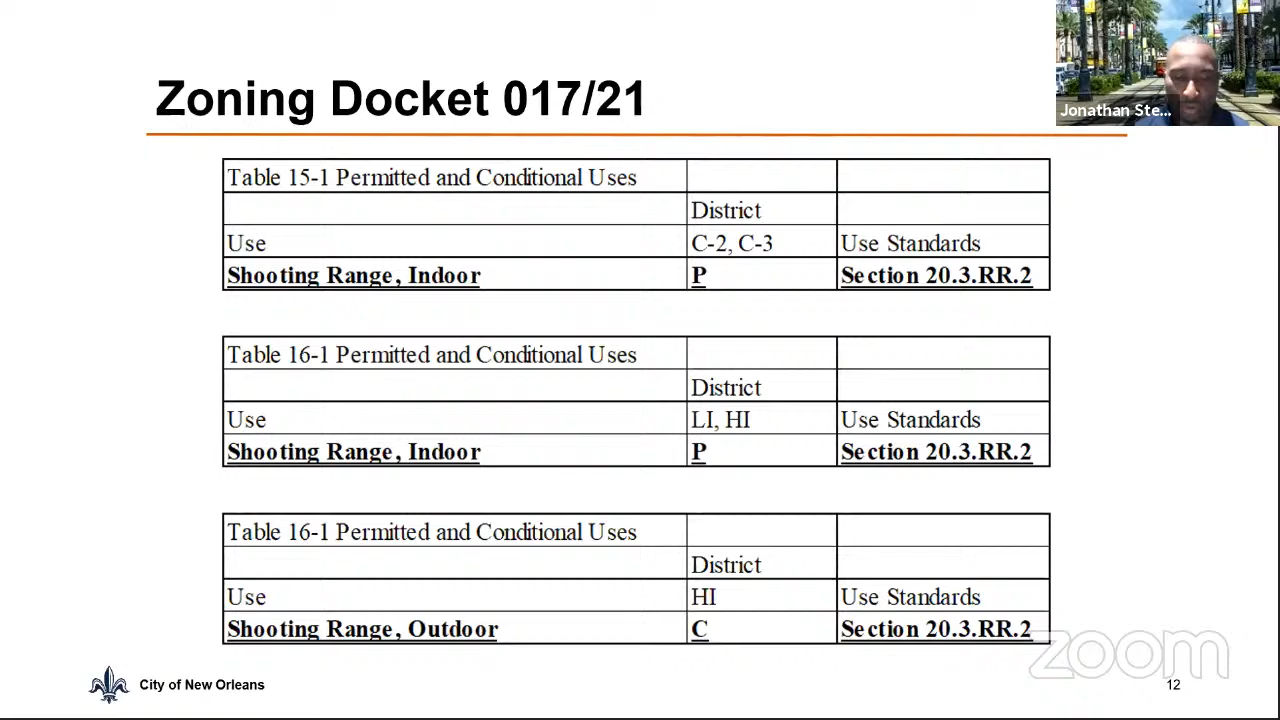 Zoning Docket 017/21
Jonathan Ste...
Table 15-1 Permitted and Conditional Uses
District
Use C-2, C-3 Use Standards
Shooting Range, Indoor P Section 20.3.RR.2
Table 16-1 Permitted and Conditional Uses
District
Use LI, HI Use Standards
Shooting Range, Indoor P Section 20.3.RR.2
Table 16-1 Permitted and Conditional Uses
District
Use HI Use Standards
Shooting Range, Outdoor C Section 20.3.RR.2
zoom
City of New Orleans
12